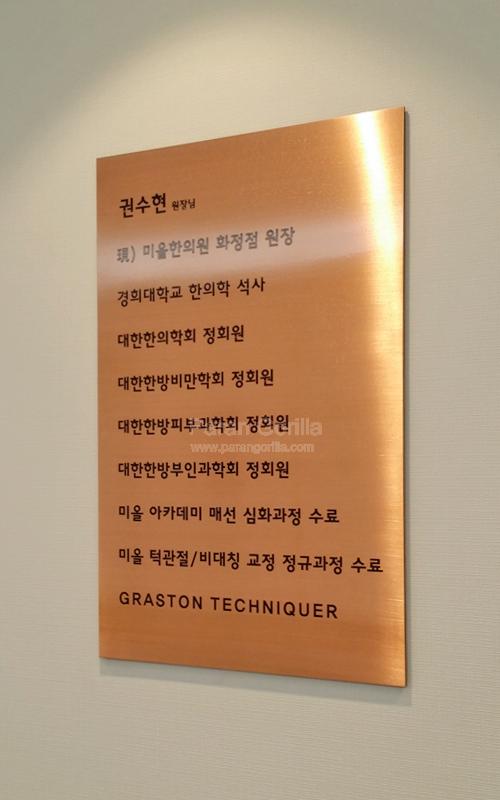 권수현 원장님
現) 미올한의원 화정점 원장
경희대학교 한의학 석사
대한한의학회 정회원
대한한방비만학회 정회원
대한한방피부과학회 정회원
Paran Gorilla
www.parangorilla.com
대한한방부인과학회 정회원
미올 아카데미 매선 심화과정 수료
미올 턱관절/비대칭 교정 정규과정 수료
GRASTON TECHNIQUER